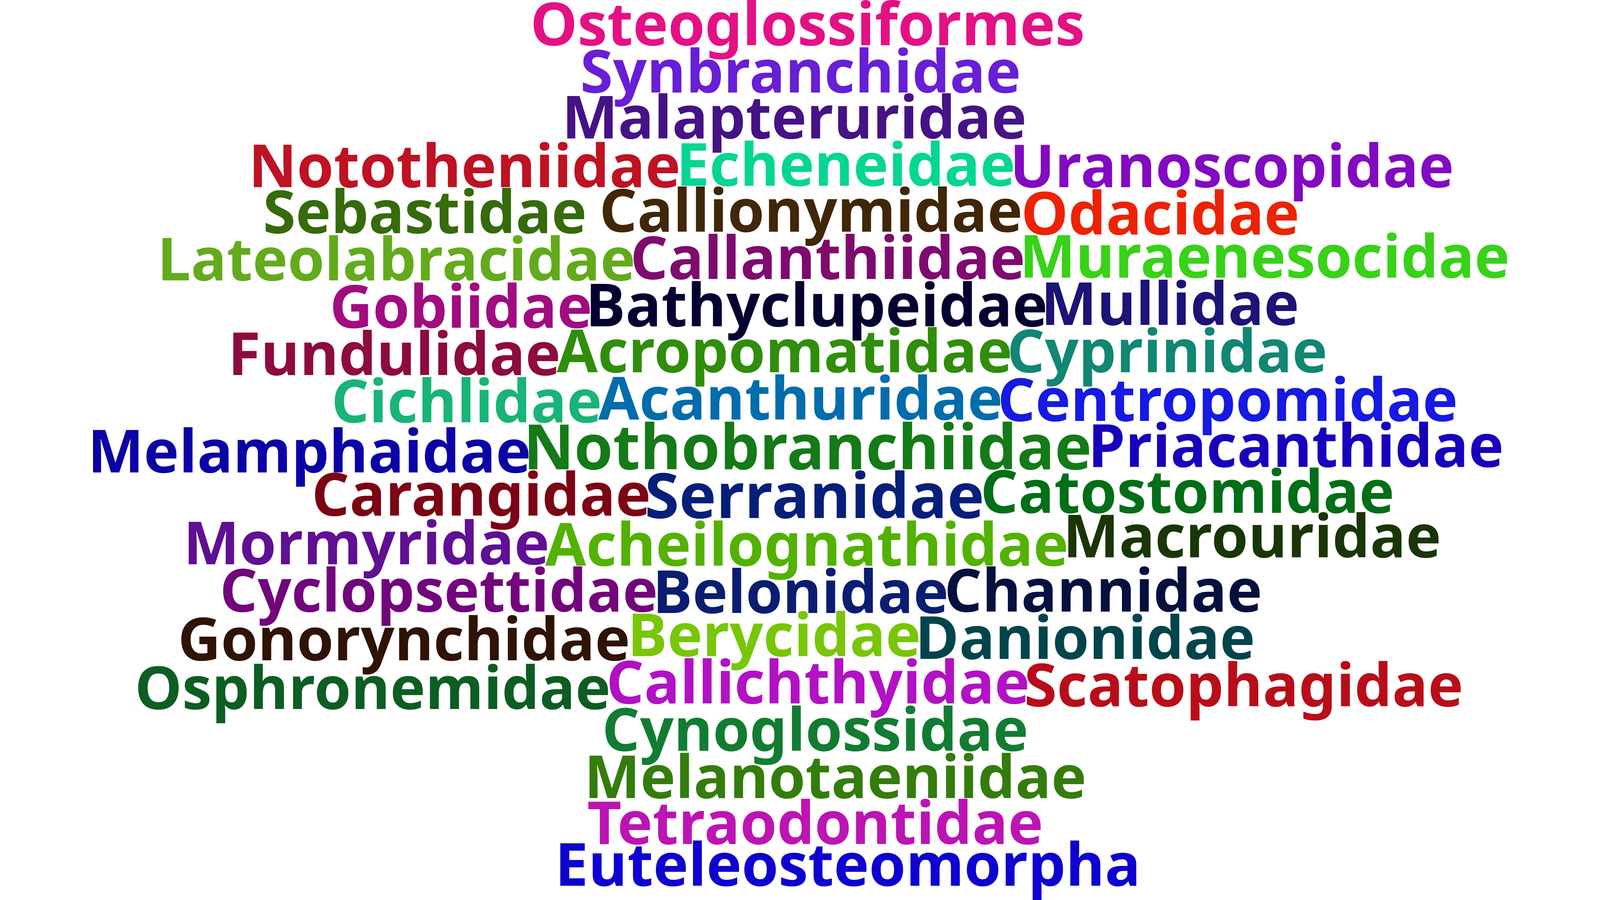 Osteoglossiformes
Synbranchidae
Malapteruridae
Nototheniidae Echeneidae Uranoscopidae
Sebastidae Callionymidae Odacidae
Lateolabracidae Callanthiidae Muraenesocidae
Gobiidae Bathyclupeidae Mullidae
Fundulidae Acropomatidae Cyprinidae
Cichlidae Acanthuridae Centropomidae
Melamphaidae Nothobranchiidae Priacanthidae
Carangidae Serranidae Catostomidae
Mormyridae Acheilognathidae Macrouridae
Cyclopsettidae Belonidae Channidae
Gonorynchidae Berycidae Danionidae
Osphronemidae Callichthyidae Scatophagidae
Cynoglossidae
Melanotaeniidae
Tetraodontidae
Euteleosteomorpha